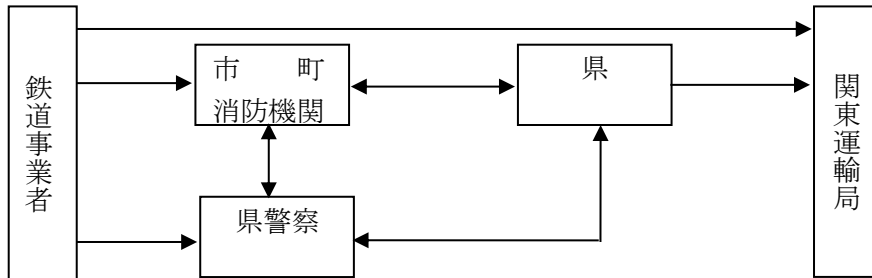 鉄道事業者
市　　町
消防機関
県
県警察
関東運輸局